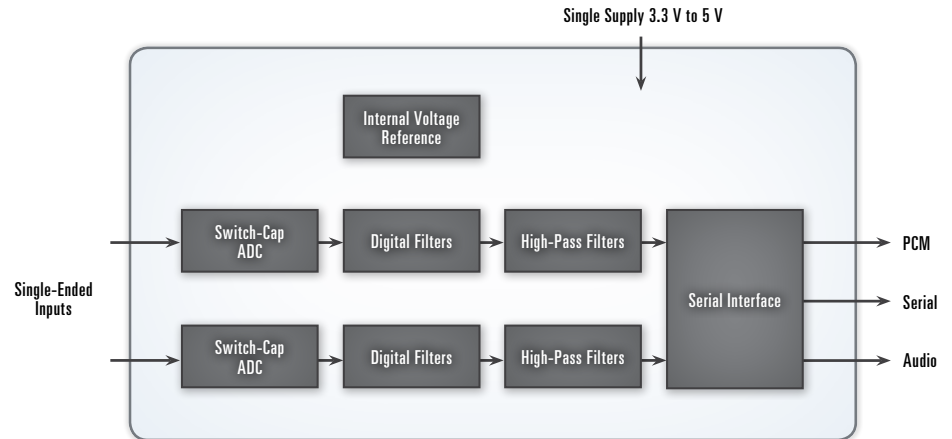 Single Supply 3.3 V to 5 V
Internal Voltage
Reference
Switch-Cap
ADC
Digital Filters
High-Pass Filters
PCM
Single-Ended
Inputs
Serial Interface
Serial
Switch-Cap
ADC
Digital Filters
High-Pass Filters
Audio